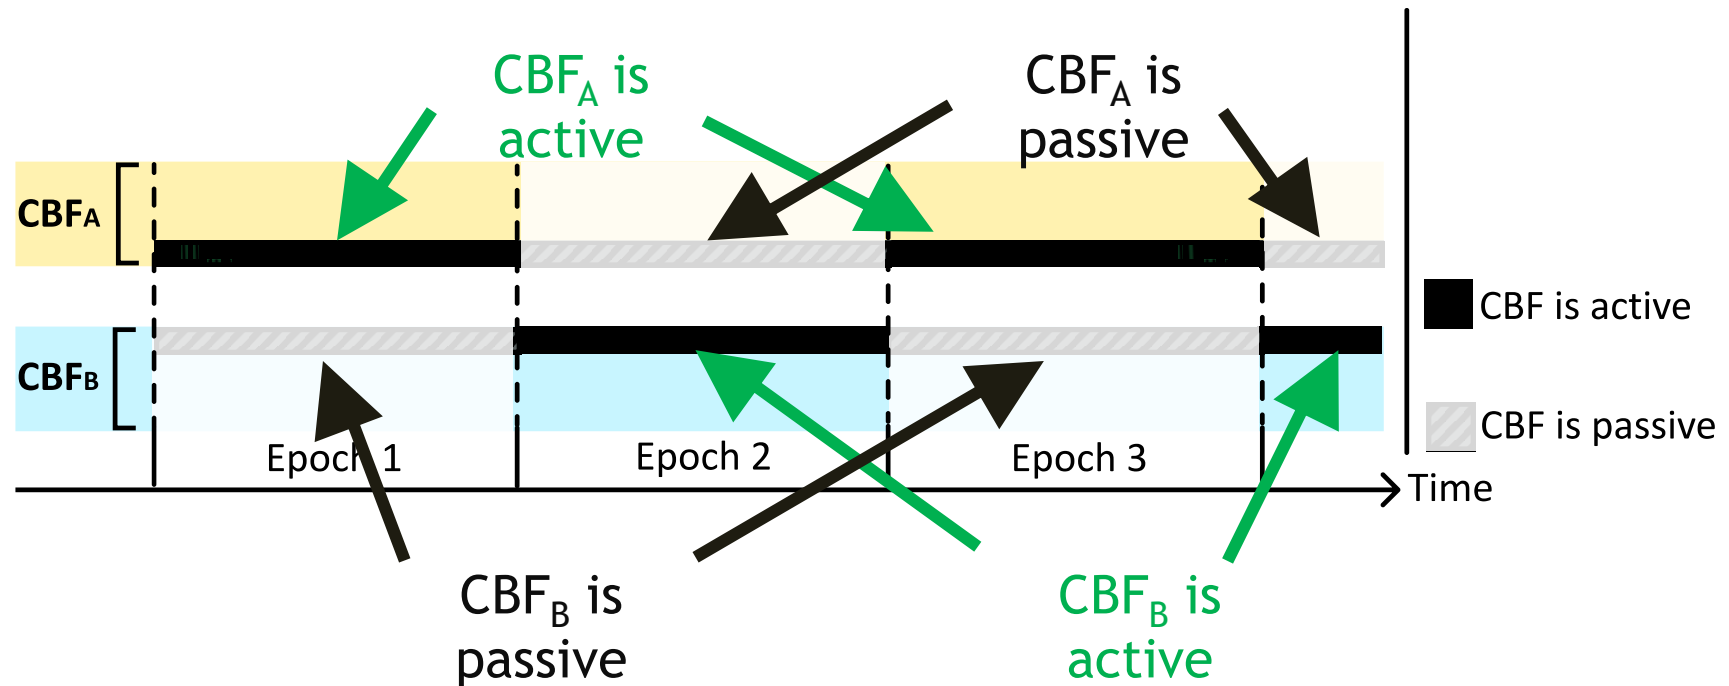 CBFA is
active
CBFA is
passive
CBFA
CBFB
CBF is active
CBF is passive
Epoch 1
Epoch 2
Epoch 3
Time
CBFB is
passive
CBFB is
active